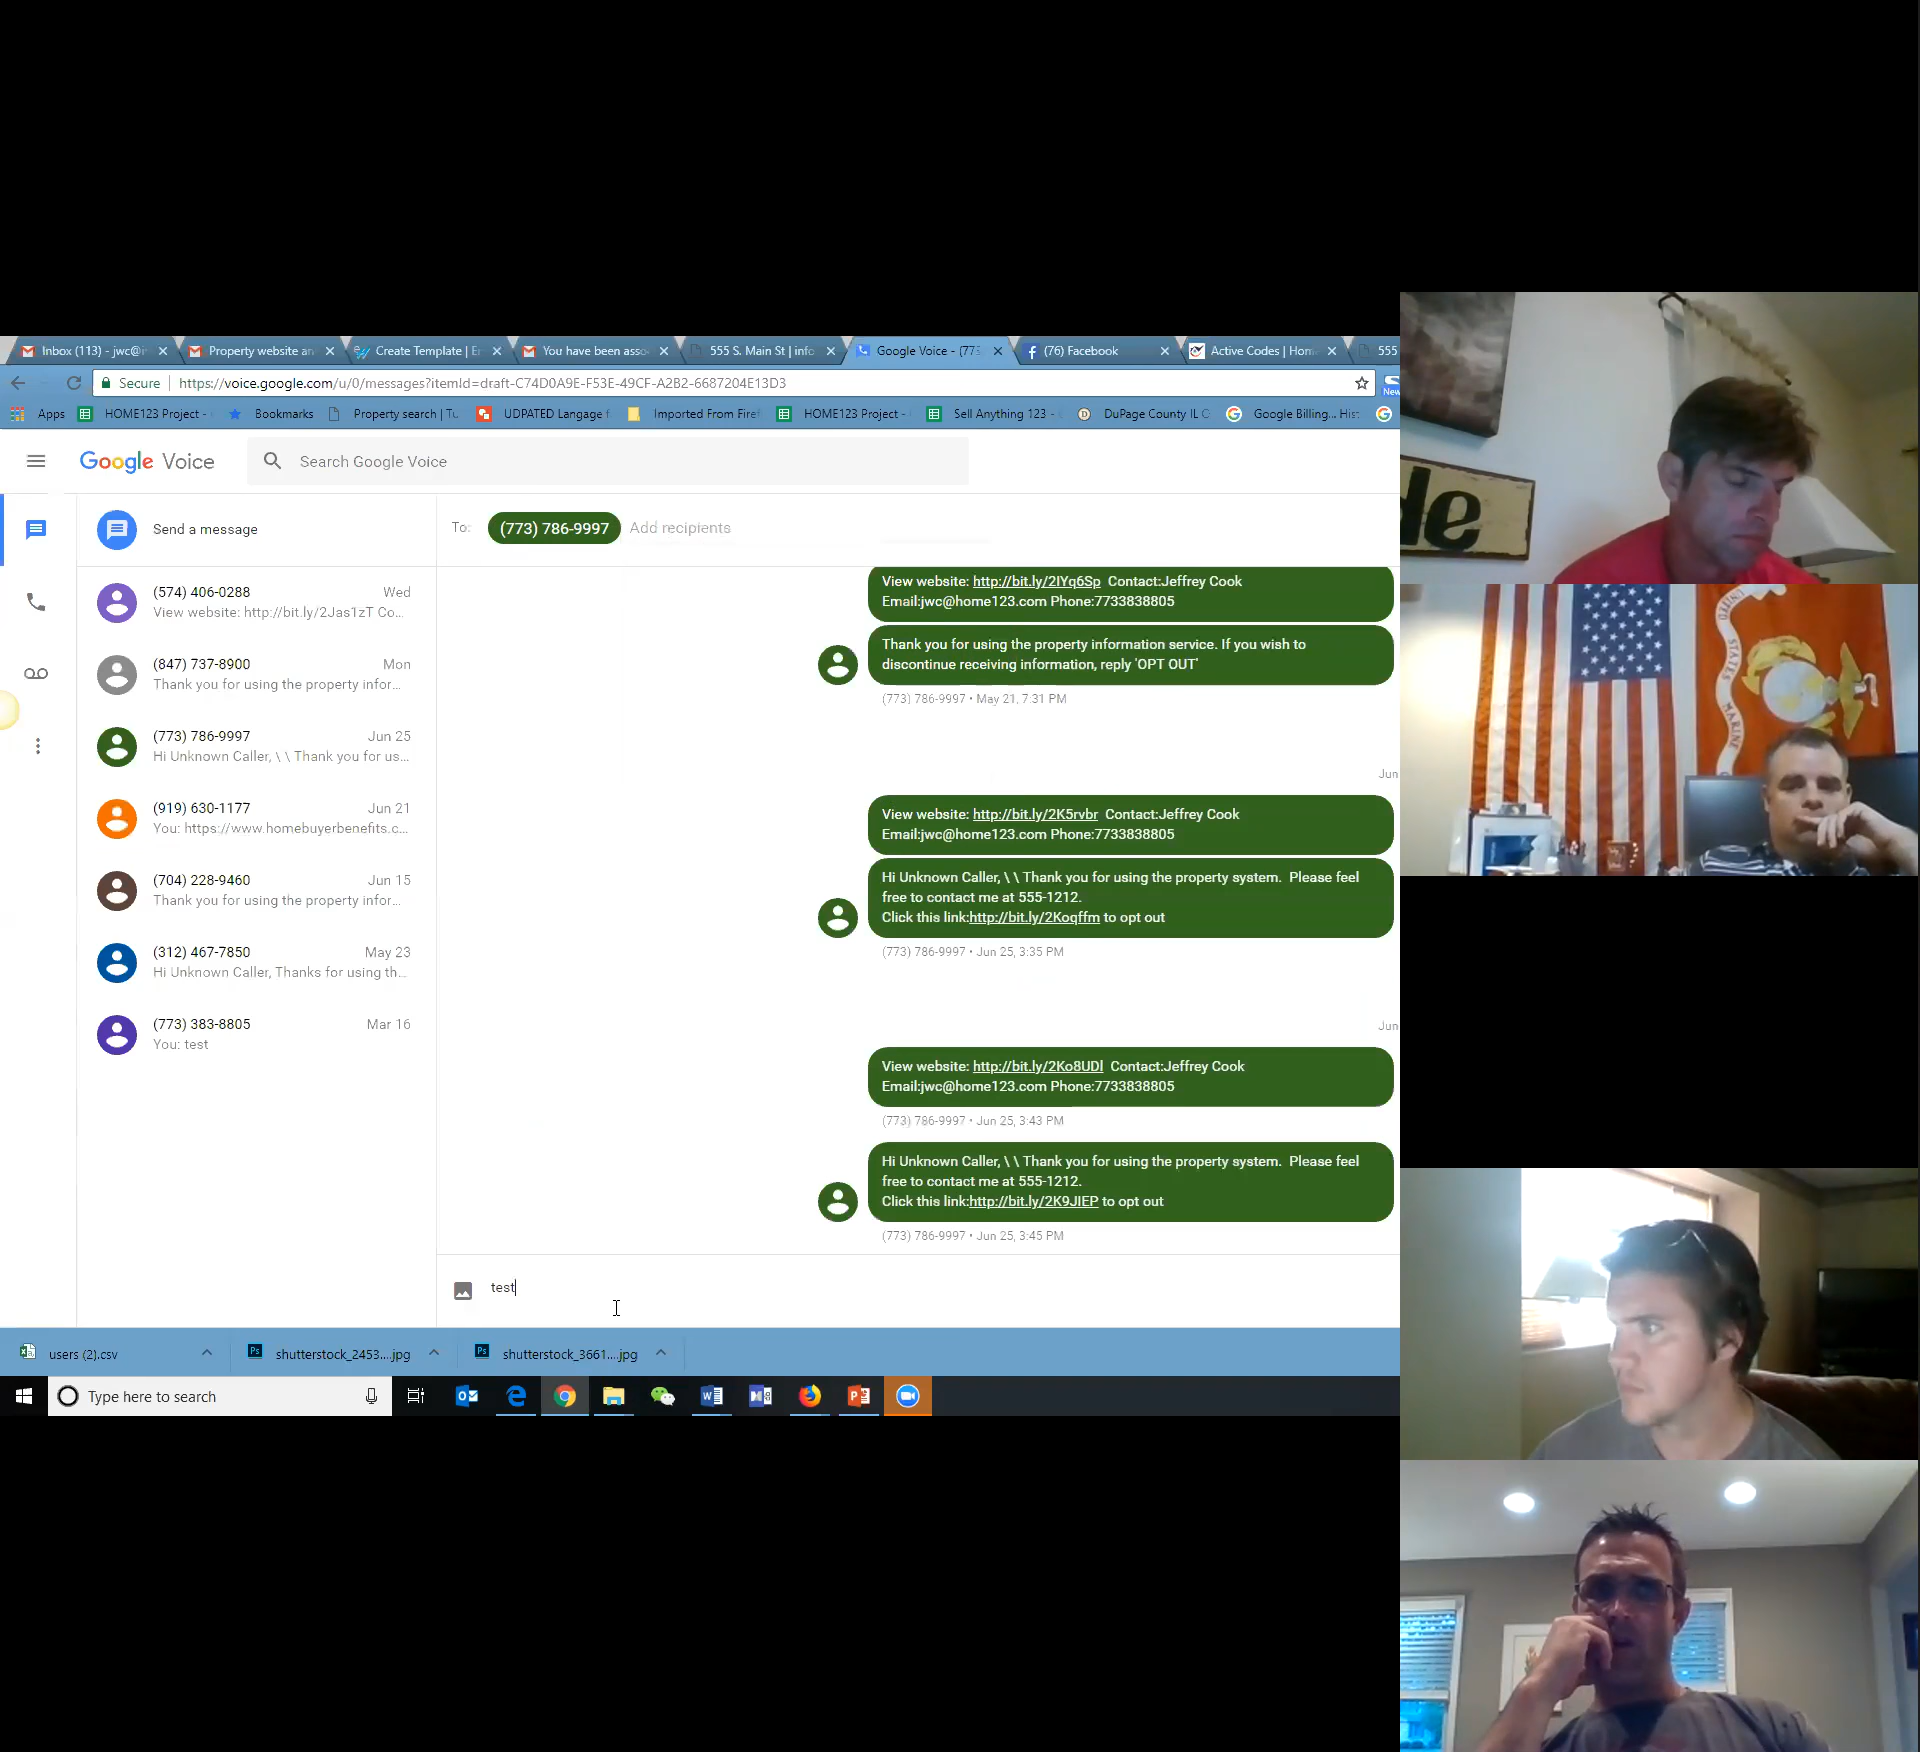 Inbox (113) - jwc@i
Property website an
Create Template | E
You have been asso
555 S. Main St | info
Google Voice - (773
(76) Facebook
Active Codes | Hom
555
Secure
https://voice.google.com/u/0/messages?itemId=draft-C74D0A9E-F53E-49CF-A2B2-6687204E13D3
New
Apps
HOME123 Project -
Bookmarks
Property search | Tu
UDPATED Langage f
Imported From Firef
HOME123 Project -
Sell Anything 123 -
DuPage County IL
Google Billing... Hist
Google Voice
Search Google Voice
Send a message
To: (773) 786-9997 Add recipients
(574) 406-0288 Wed
View website: http://bit.ly/2Jas1zT Co...
(847) 737-8900 Mon
Thank you for using the property infor...
(773) 786-9997 Jun 25
Hi Unknown Caller, \ \ Thank you for us...
(919) 630-1177 Jun 21
You: https://www.homebuyerbenefits.c...
(704) 228-9460 Jun 15
Thank you for using the property infor...
(312) 467-7850 May 23
Hi Unknown Caller, Thanks for using th...
(773) 383-8805 Mar 16
You: test
View website: http://bit.ly/2IYq6Sp Contact:Jeffrey Cook
Email:jwc@home123.com Phone:7733838805
Thank you for using the property information service. If you wish to
discontinue receiving information, reply 'OPT OUT'
(773) 786-9997 • May 21, 7:31 PM
Jun
View website: http://bit.ly/2K5rvbr Contact:Jeffrey Cook
Email:jwc@home123.com Phone:7733838805
Hi Unknown Caller, \ \ Thank you for using the property system. Please feel
free to contact me at 555-1212.
Click this link:http://bit.ly/2Koqffm to opt out
(773) 786-9997 • Jun 25, 3:35 PM
Jun
View website: http://bit.ly/2Ko8UDl Contact:Jeffrey Cook
Email:jwc@home123.com Phone:7733838805
(773) 786-9997 • Jun 25, 3:43 PM
Hi Unknown Caller, \ \ Thank you for using the property system. Please feel
free to contact me at 555-1212.
Click this link:http://bit.ly/2K9JIEP to opt out
(773) 786-9997 • Jun 25, 3:45 PM
test
users (2).csv
shutterstock_2453....jpg
shutterstock_3661....jpg
Type here to search
de
UNITED STATES MARINE